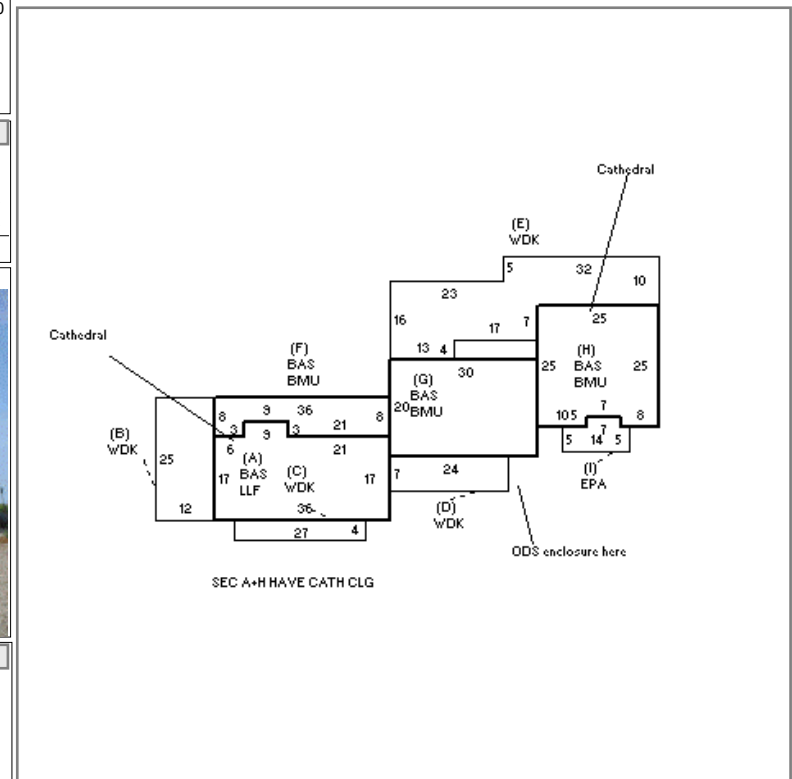 Cathedral
(E)
WDK
5 32 10
23
16 17 7 25
Cathedral
(F)
BAS
BMU
13 4
30
(H)
BAS
BMU
25 25
(G)
BAS
BMU
20
8 9 36 8
3 3 21
9
10 5 7 8
7
5 14 5
(I)
EPA
(B)
WDK
25
12
6 21
(A)
BAS
LLF
(C)
WDK
17 17
36
7 24
(D)
WDK
27 4
ODS enclosure here
SEC A+H HAVE CATH CLG